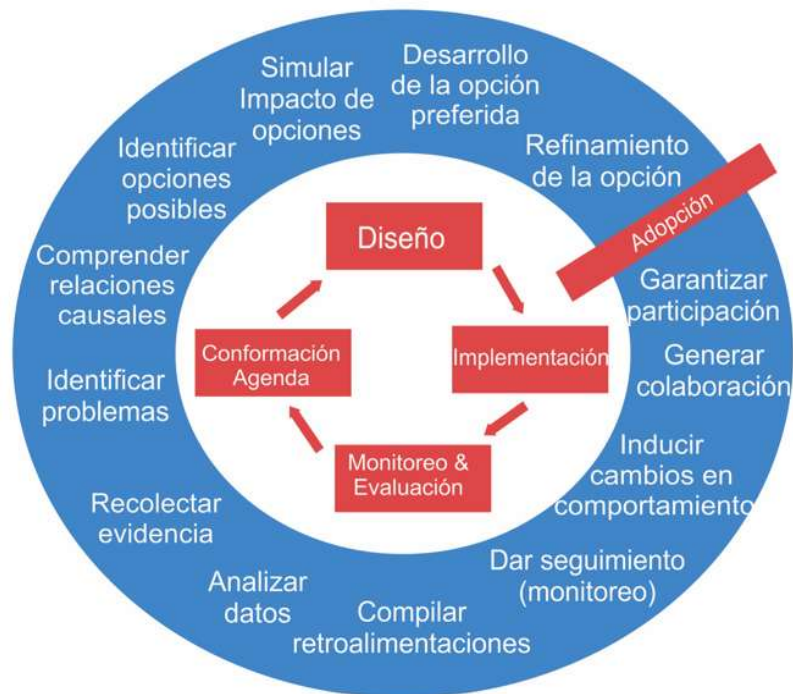 Simular
Impacto de
opciones
Desarrollo
de la opción
preferida
Refinamiento
de la opción
Adopción
Garantizar
participación
Generar
colaboración
Inducir
cambios en
comportamiento
Dar seguimiento
(monitoreo)
Compilar
retroalimentaciones
Analizar
datos
Recolectar
evidencia
Identificar
problemas
Comprender
relaciones
causales
Identificar
opciones
posibles
Diseño
Implementación
Monitoreo &
Evaluación
Conformación
Agenda